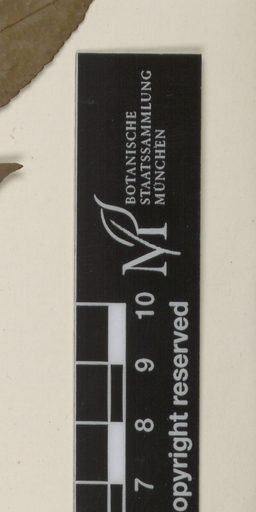 BOTANISCHE
STAATSSAMMLUNG
MÜNCHEN
M
10
9
8
7
opyright reserved